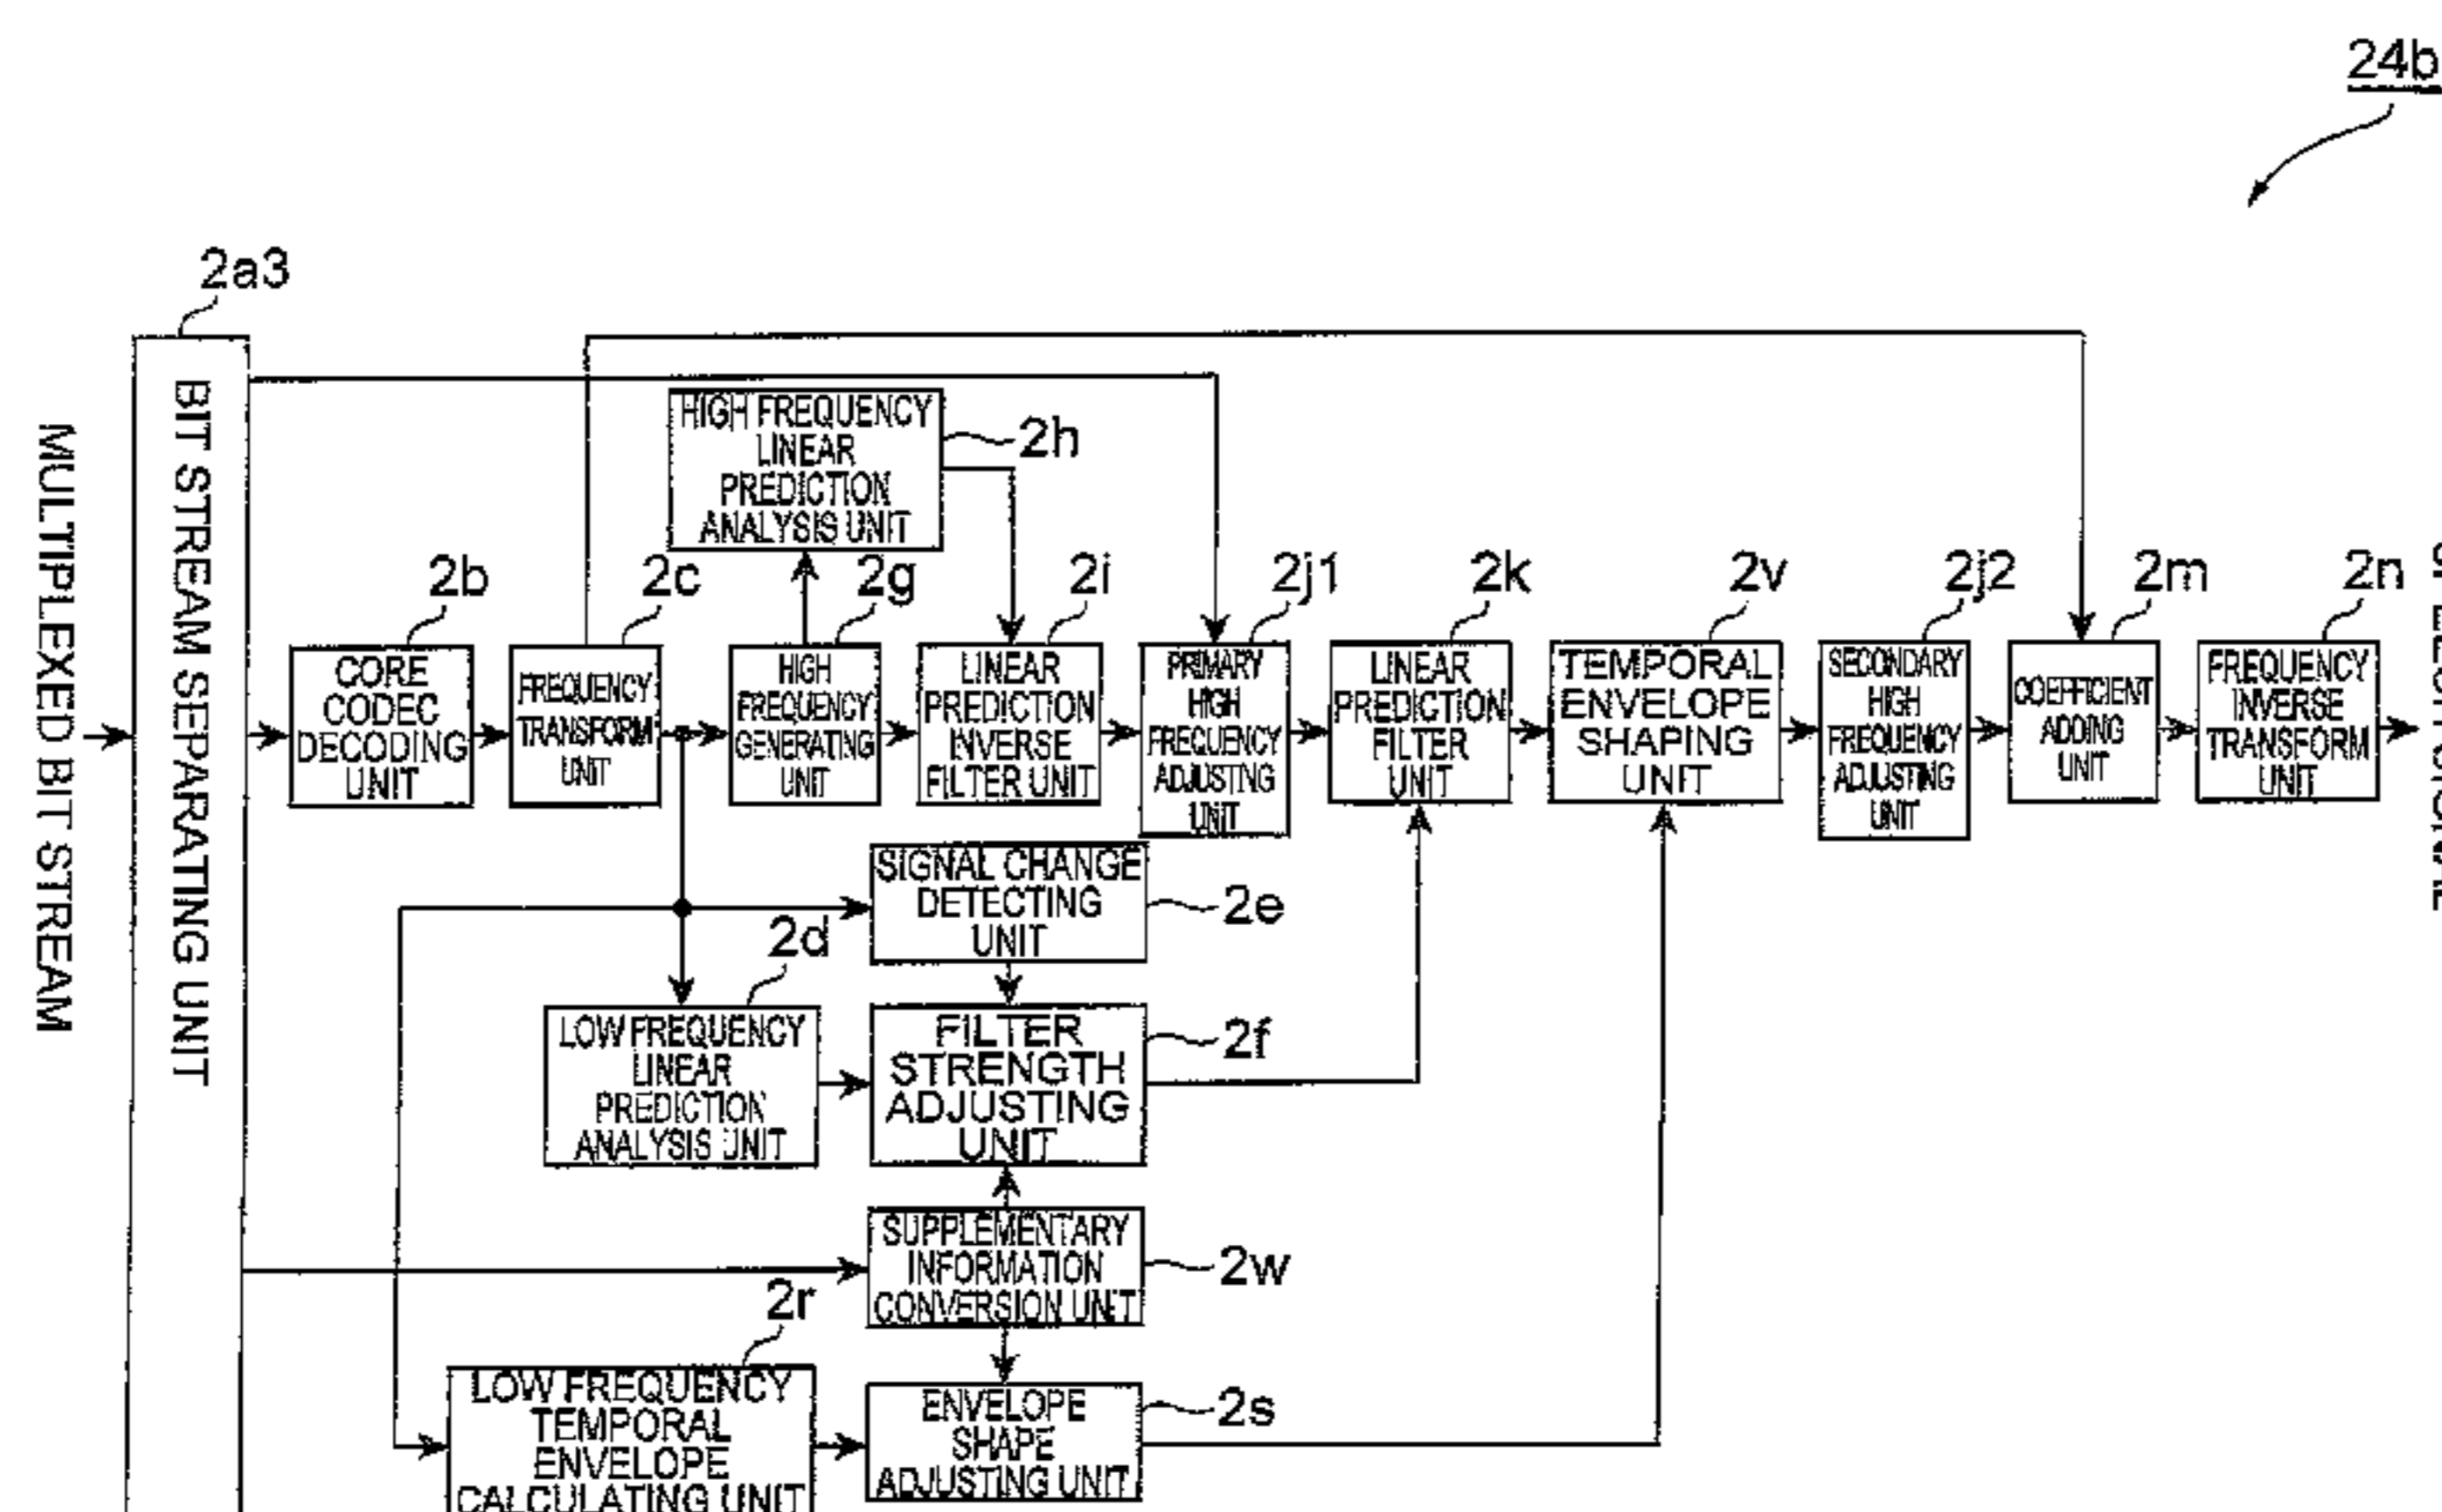 24b
2a3
MULTIPLEXED BIT STREAM
BIT STREAM SEPARATING UNIT
HIGH FREQUENCY
LINEAR
PREDICTION
ANALYSIS UNIT
2h
2b
CORE
CODEC
DECODING
UNIT
2c
FREQUENCY
TRANSFORM
UNIT
2g
HIGH
FREQUENCY
GENERATING
UNIT
2i
LINEAR
PREDICTION
INVERSE
FILTER UNIT
2j1
PRIMARY
HIGH
FREQUENCY
ADJUSTING
UNIT
2k
LINEAR
PREDICTION
FILTER
UNIT
2v
TEMPORAL
ENVELOPE
SHAPING
UNIT
2j2
SECONDARY
HIGH
FREQUENCY
ADJUSTING
UNIT
2m
COEFFICIENT
ADDING
UNIT
2n
FREQUENCY
INVERSE
TRANSFORM
UNIT
SIGNAL CHANGE
DETECTING
UNIT
2e
2d
LOW FREQUENCY
LINEAR
PREDICTION
ANALYSIS UNIT
FILTER
STRENGTH
ADJUSTING
UNIT
2f
SUPPLEMENTARY
INFORMATION
CONVERSION UNIT
2w
2r
LOW FREQUENCY
TEMPORAL
ENVELOPE
CALCULATING UNIT
ENVELOPE
SHAPE
ADJUSTING UNIT
2s